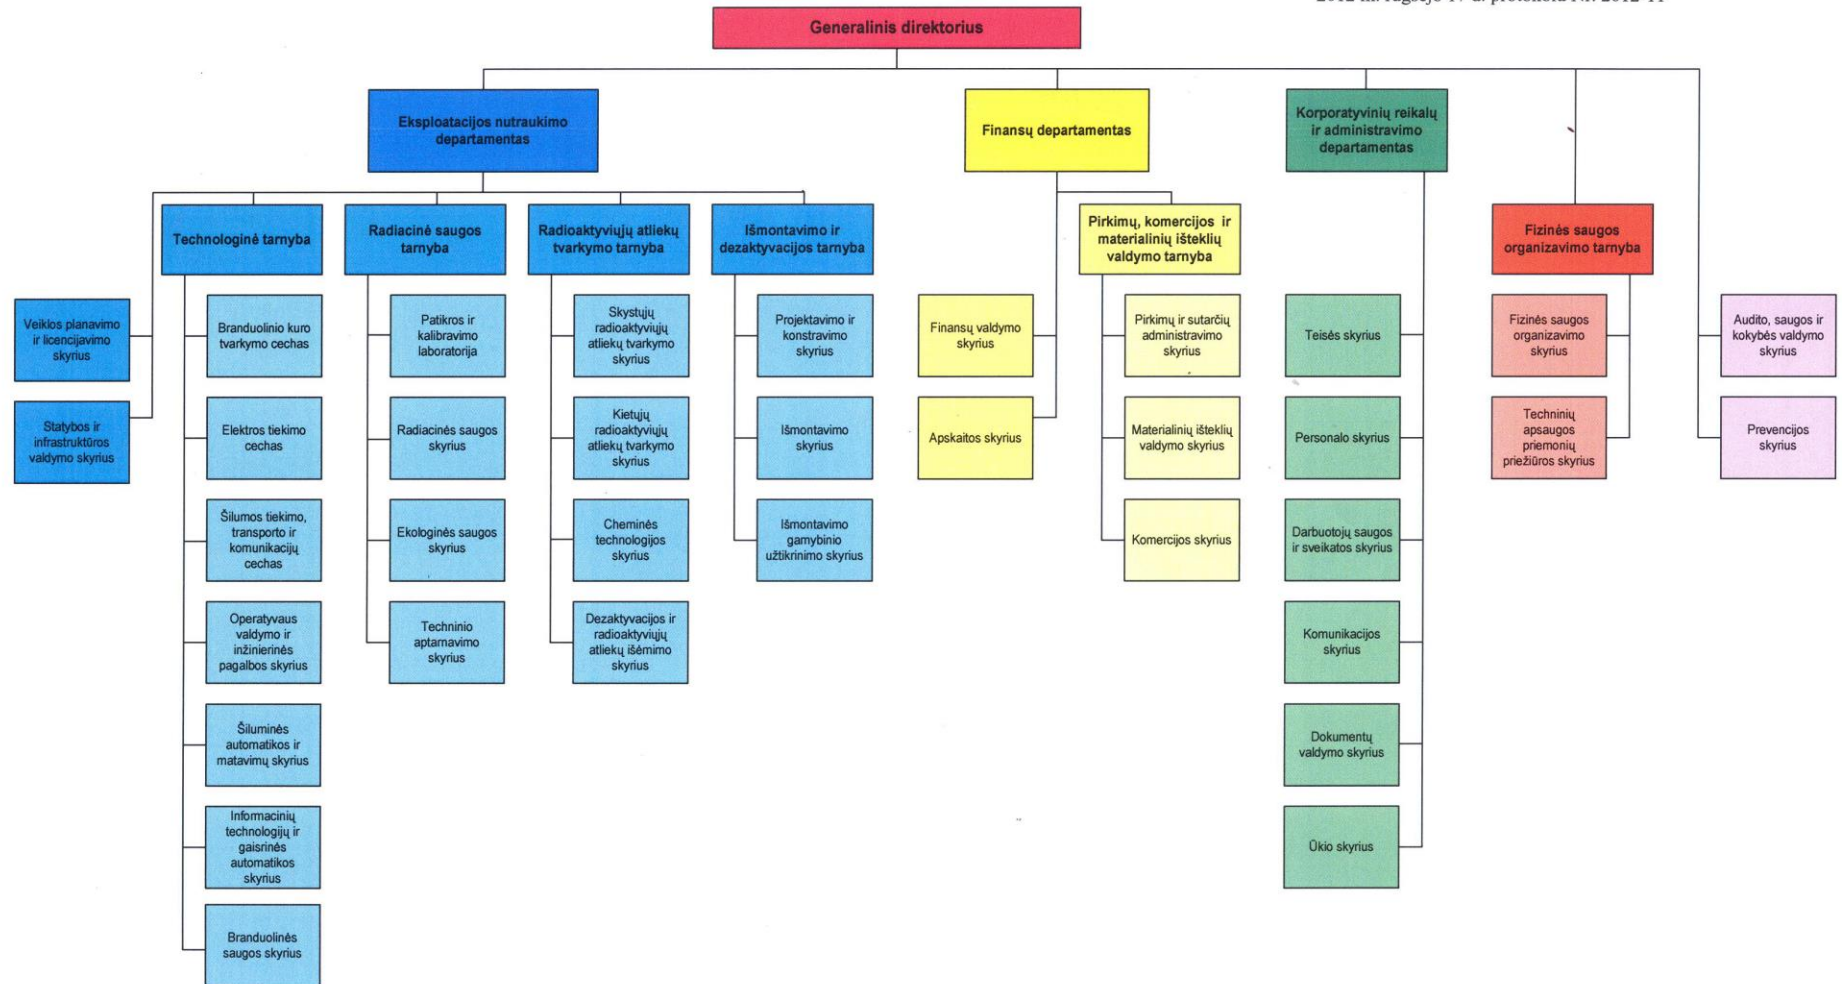 Generalinis direktorius
Eksploatacijos nutraukimo
departamentas
Finansų departamentas
Korporatyvinių reikalų
ir administravimo
departamentas
Technologinė tarnyba
Radiacinė saugos
tarnyba
Radioaktyviųjų atliekų
tvarkymo tarnyba
Išmontavimo ir
dezaktyvacijos tarnyba
Pirkimų, komercijos ir
materialinių išteklių
valdymo tarnyba
Fizinės saugos
organizavimo tarnyba
Veiklos planavimo
ir licencijavimo
skyrius
Statybos ir
infrastruktūros
valdymo skyrius
Branduolinio kuro
tvarkymo cechas
Elektros tiekimo
cechas
Šilumos tiekimo,
transporto ir
komunikacijų
cechas
Operatyvaus
valdymo ir
inžinierinės
pagalbos skyrius
Šiluminės
automatikos ir
matavimų skyrius
Informacinių
technologijų ir
gaisrinės
automatikos
skyrius
Branduolinės
saugos skyrius
Patikros ir
kalibravimo
laboratorija
Radiacinės saugos
skyrius
Ekologinės saugos
skyrius
Techninio
aptarnavimo
skyrius
Skystųjų
radioaktyviųjų
atliekų tvarkymo
skyrius
Kietųjų
radioaktyviųjų
atliekų tvarkymo
skyrius
Cheminės
technologijos
skyrius
Dezaktyvacijos ir
radioaktyviųjų
atliekų išėmimo
skyrius
Projektavimo ir
konstravimo
skyrius
Išmontavimo
skyrius
Išmontavimo
gamybinio
užtikrinimo skyrius
Finansų valdymo
skyrius
Apskaitos skyrius
Pirkimų ir sutarčių
administravimo
skyrius
Materialinių išteklių
valdymo skyrius
Komercijos skyrius
Teisės skyrius
Personalo skyrius
Darbuotojų saugos
ir sveikatos skyrius
Komunikacijos
skyrius
Dokumentų
valdymo skyrius
Ūkio skyrius
Fizinės saugos
organizavimo
skyrius
Techninių
apsaugos
priemonių
priežiūros skyrius
Audito, saugos ir
kokybės valdymo
skyrius
Prevencijos
skyrius